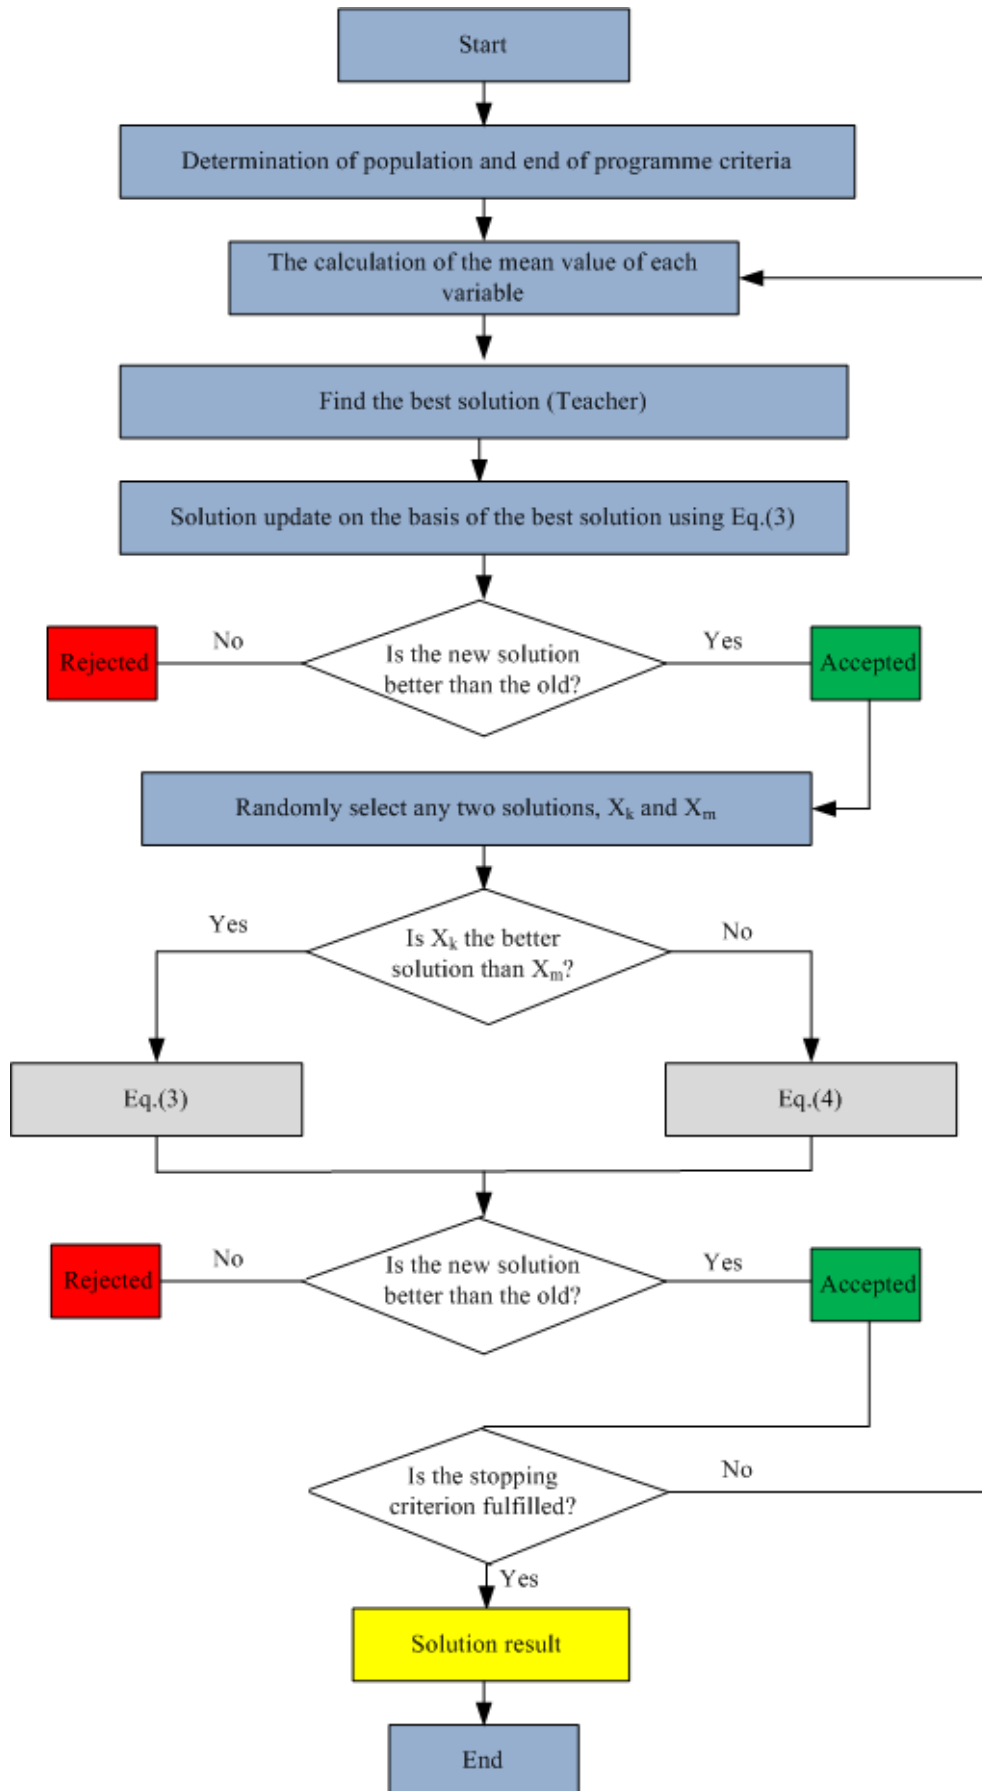 Start
Determination of population and end of programme criteria
The calculation of the mean value of each
variable
Find the best solution (Teacher)
Solution update on the basis of the best solution using Eq.(3)
No
Yes
Rejected
Is the new solution
better than the old?
Accepted
Randomly select any two solutions, Xk and Xm
Yes
No
Is Xk the better
solution than Xm?
Eq.(3)
Eq.(4)
No
Yes
Rejected
Is the new solution
better than the old?
Accepted
Is the stopping
criterion fulfilled?
No
Yes
Solution result
End